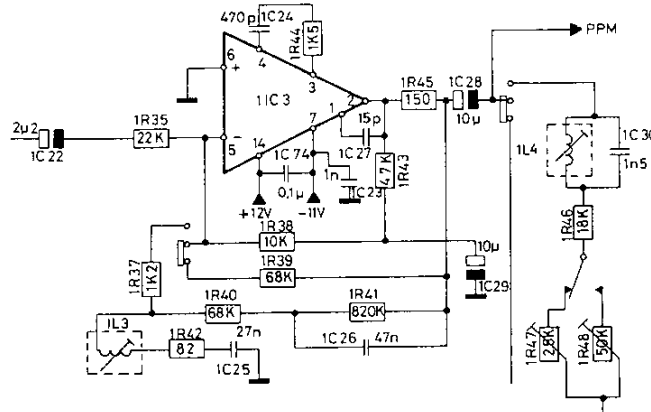 470p 1C24
1R44
1K5
PPM
6
+
4
3
1IC3
2
1R45
150
1C28
10µ
2µ2
1C22
1R35
22K
–
5
14
7
1
15p
1C27
1R43
47K
1L4
1n5
1C74
0,1µ
1n
1C23
+12V
–11V
1R46
18K
1R38
10K
1R39
68K
10µ
1C29
1R37
1K2
1R40
68K
1R41
820K
1L3
1R42
82
27n
1C25
1C26
47n
1R47
2,8K
1R48
50K